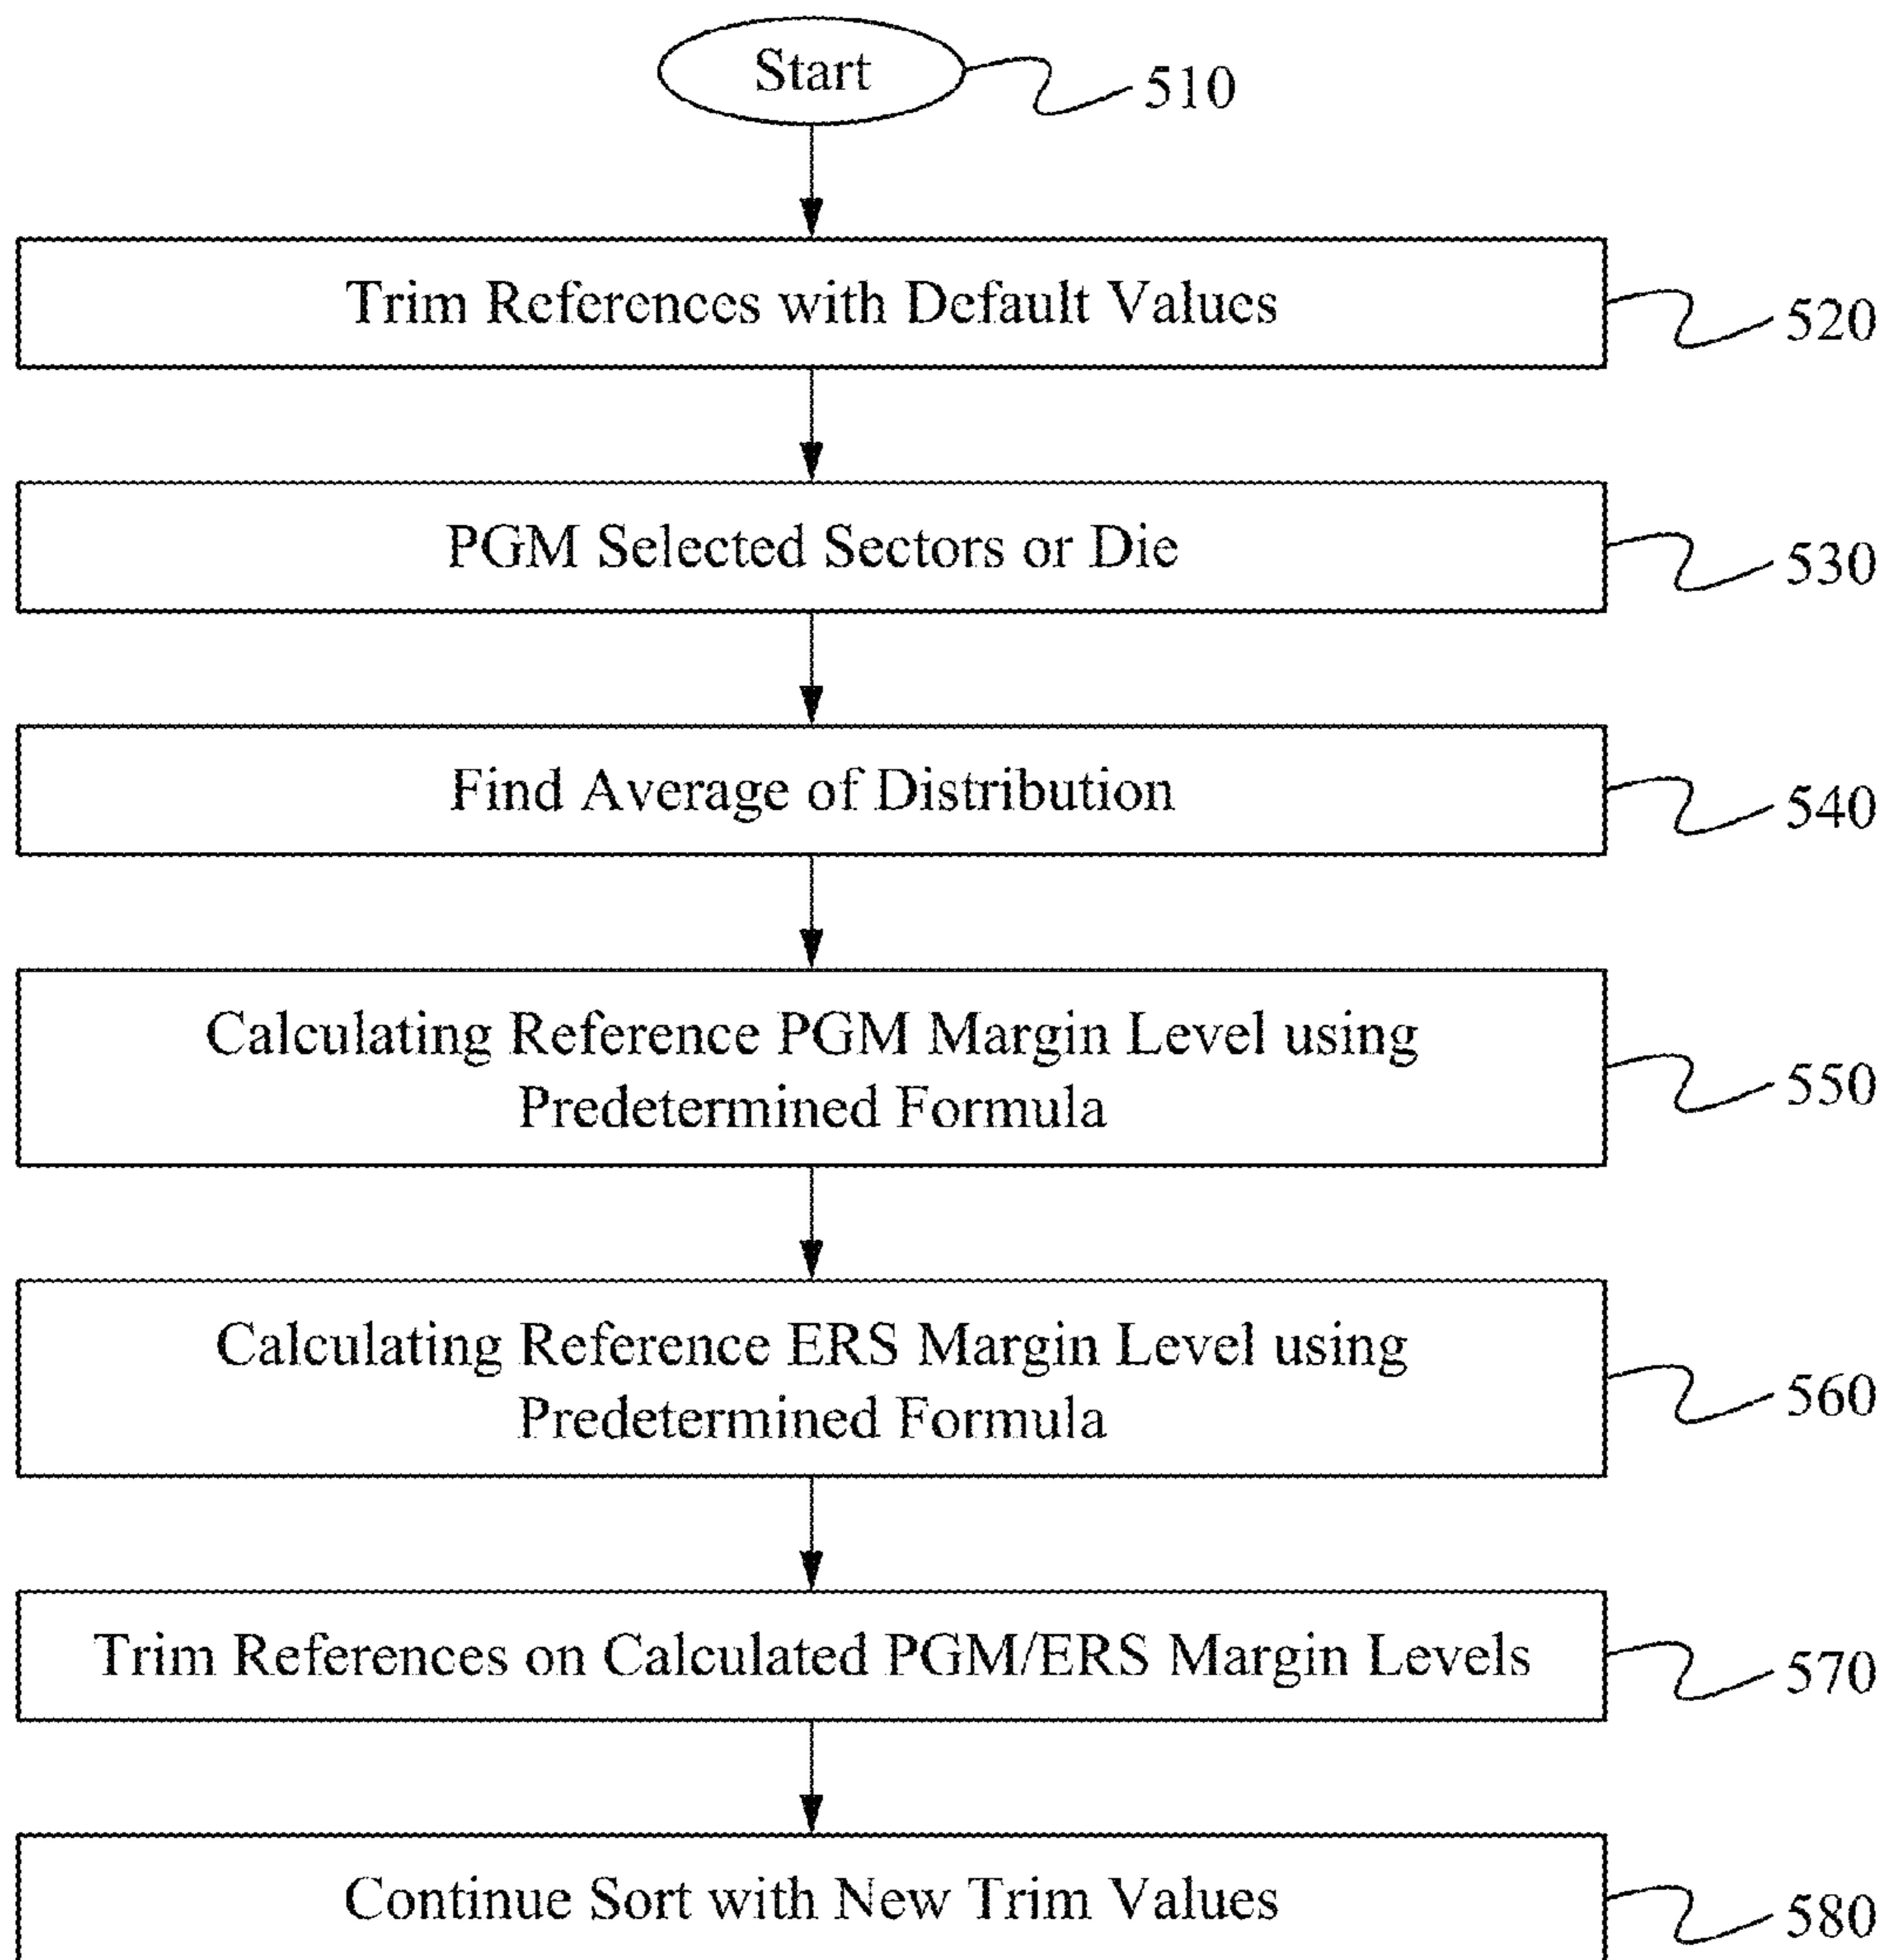 Start
510
Trim References with Default Values
520
PGM Selected Sectors or Die
530
Find Average of Distribution
540
Calculating Reference PGM Margin Level using
Predetermined Formula
550
Calculating Reference ERS Margin Level using
Predetermined Formula
560
Trim References on Calculated PGM/ERS Margin Levels
570
Continue Sort with New Trim Values
580